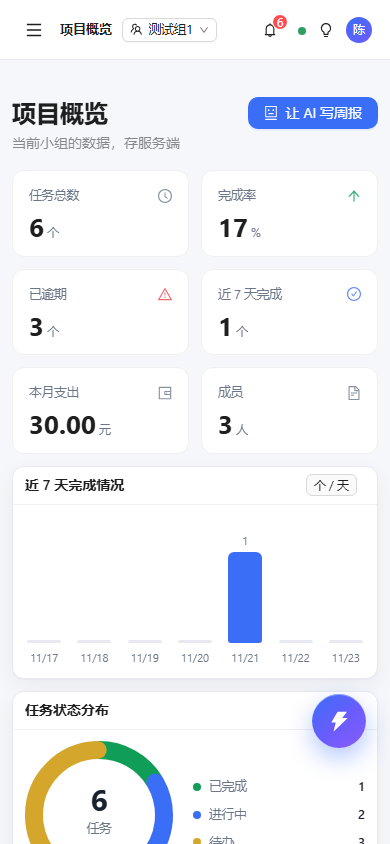 项目概览 测试组1 6 陈
项目概览 让 AI 写周报
当前小组的数据，存服务端
任务总数 完成率
6 个 17 %
已逾期 近 7 天完成
3 个 1 个
本月支出 成员
30.00 元 3 人
近 7 天完成情况 个 / 天
1
11/17 11/18 11/19 11/20 11/21 11/22 11/23
任务状态分布
6
任务
已完成 1
进行中 2
待办 3